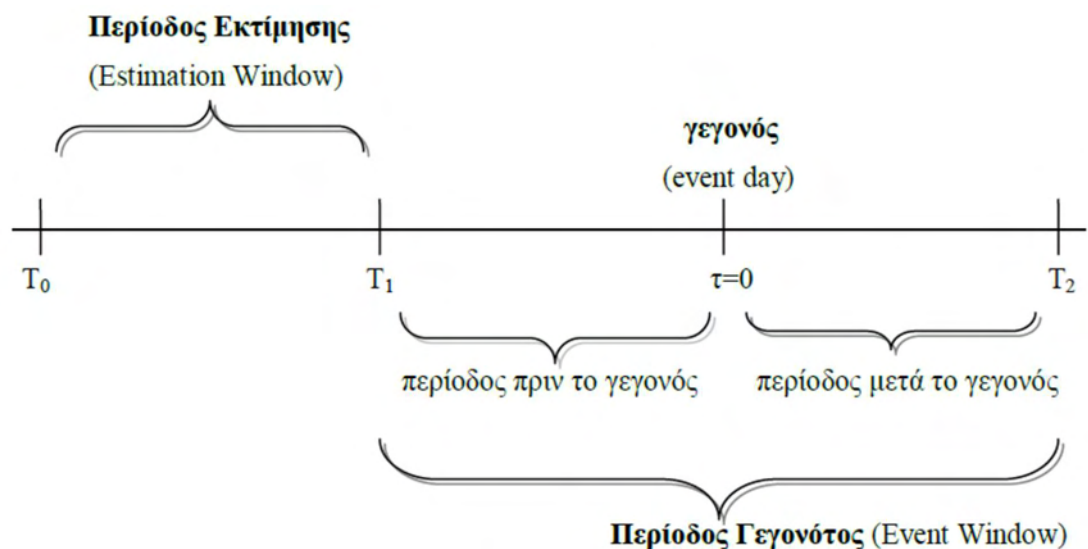 Περίοδος Εκτίμησης
(Estimation Window)
γεγονός
(event day)
T₀
T₁
τ=0
T₂
περίοδος πριν το γεγονός
περίοδος μετά το γεγονός
Περίοδος Γεγονότος (Event Window)